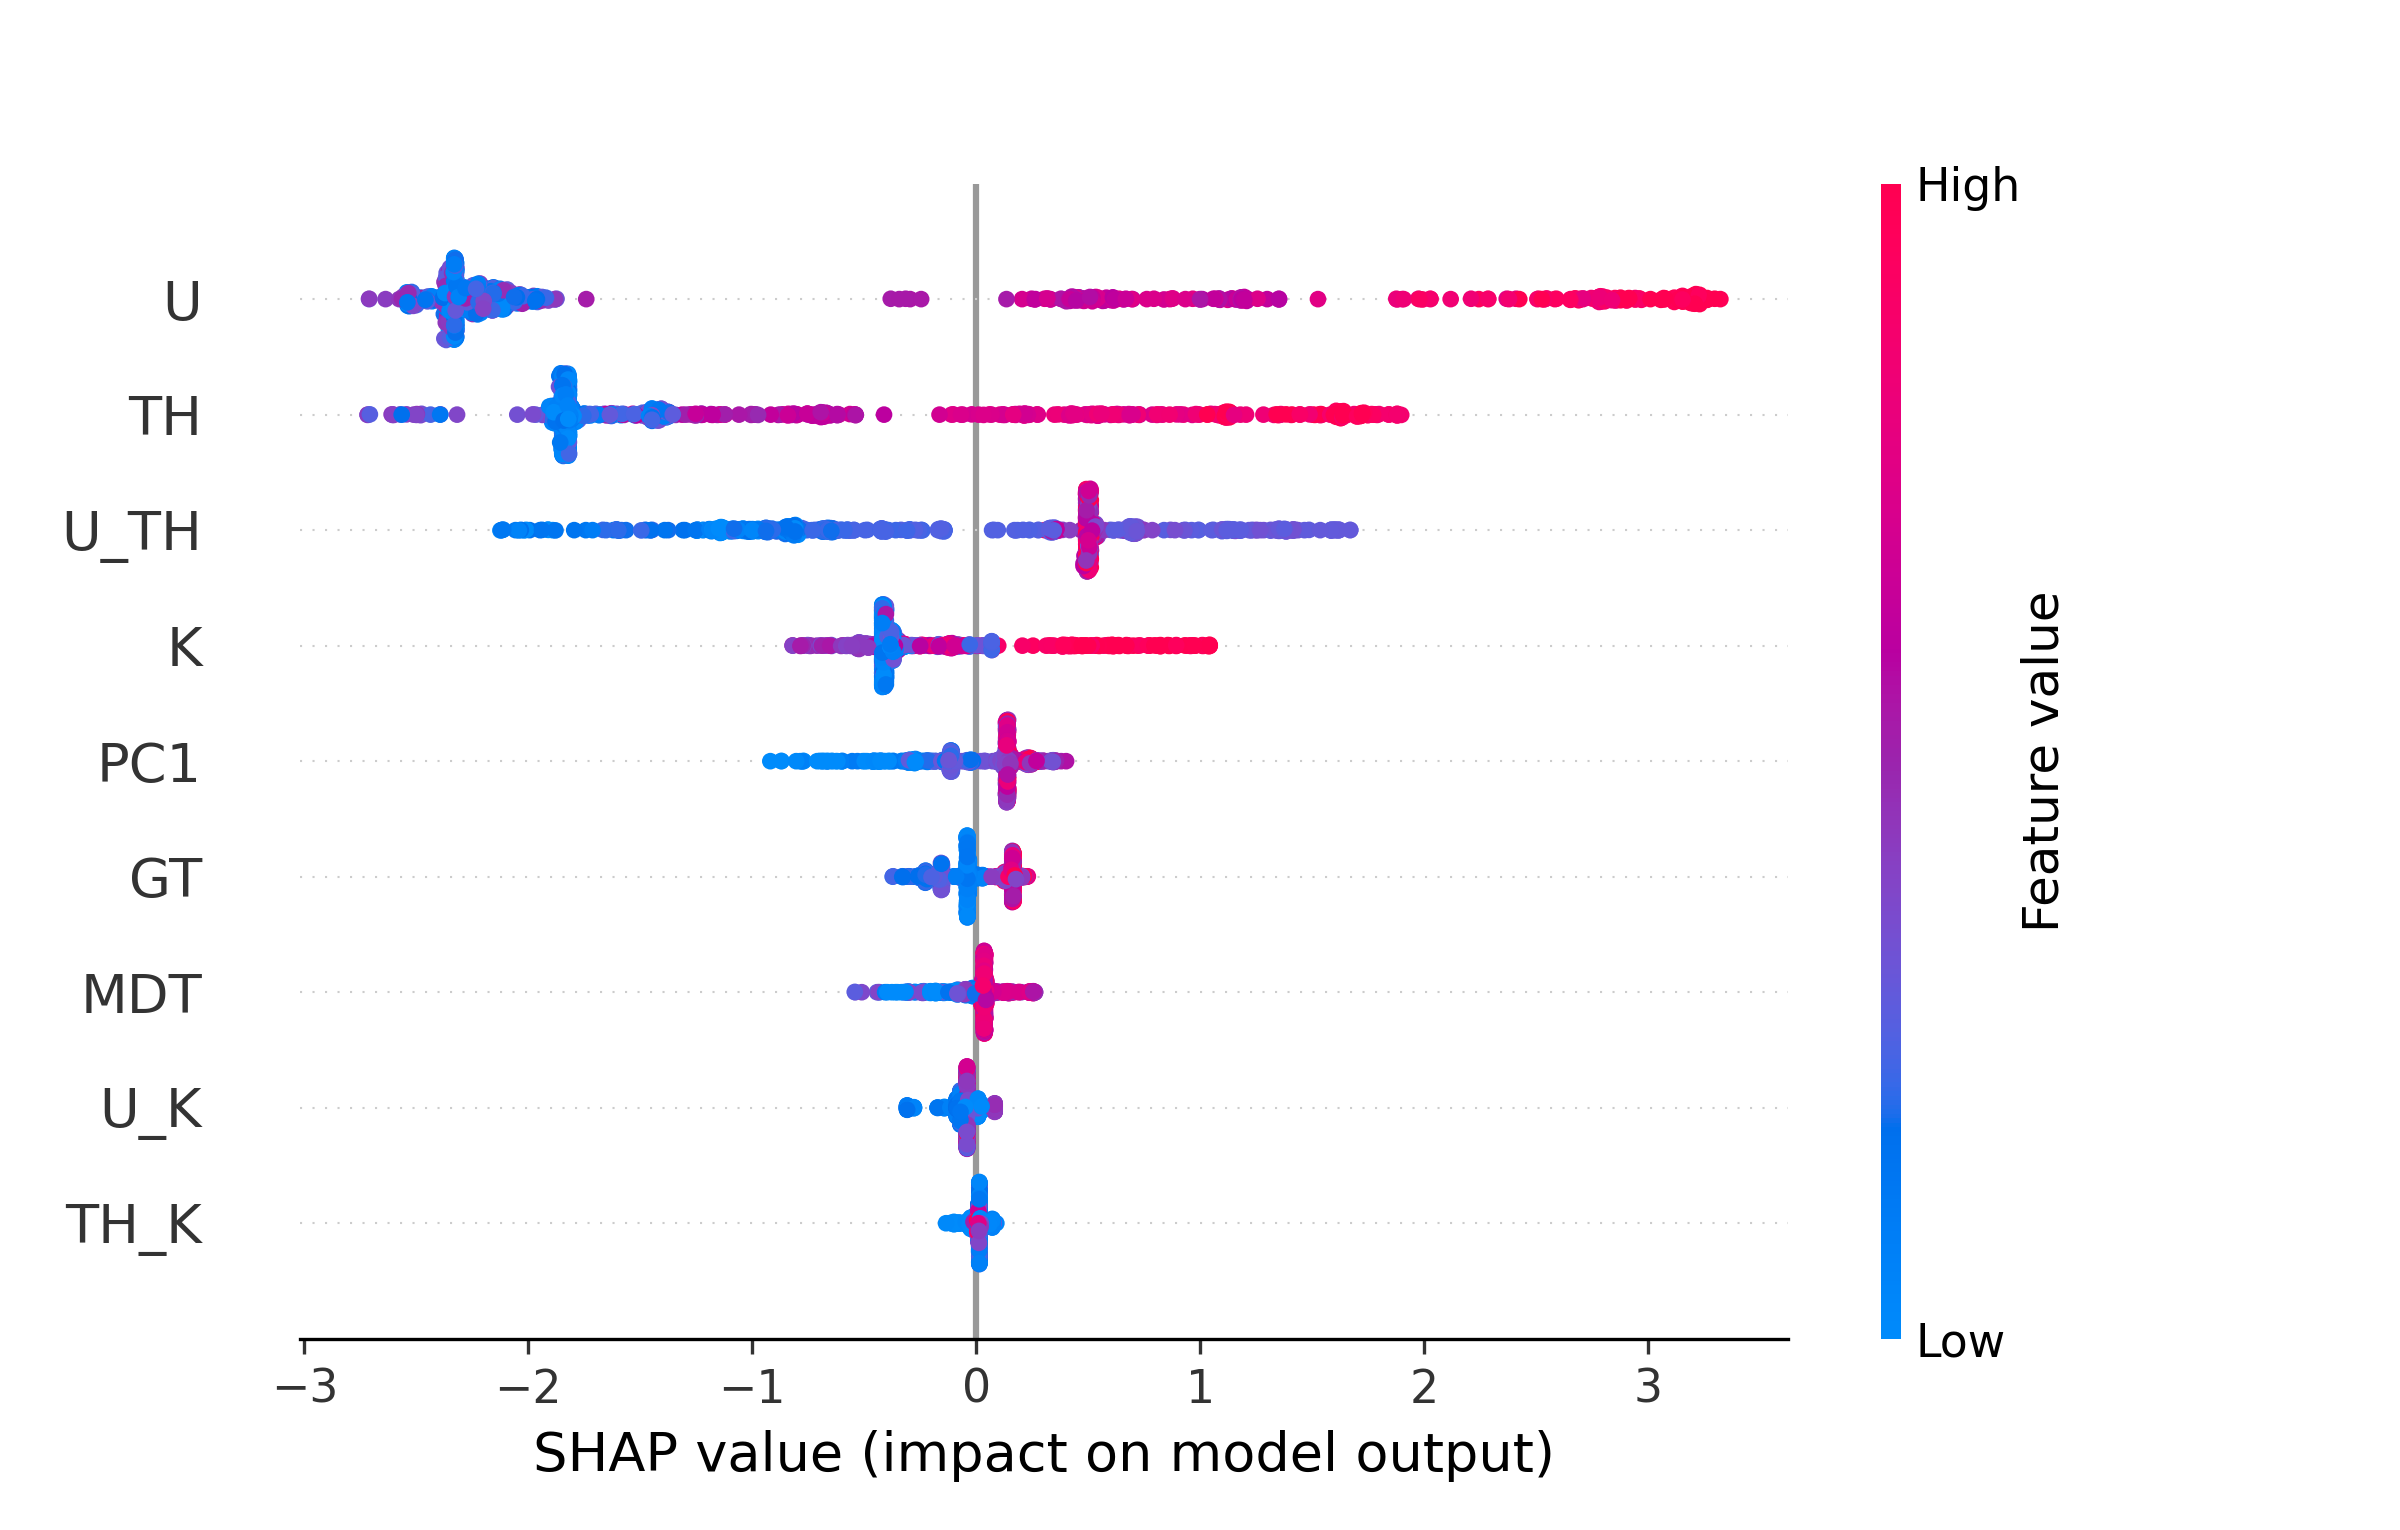 High
U
TH
U_TH
K
PC1
GT
MDT
U_K
TH_K
Low
Feature value
−3 −2 −1 0 1 2 3
SHAP value (impact on model output)